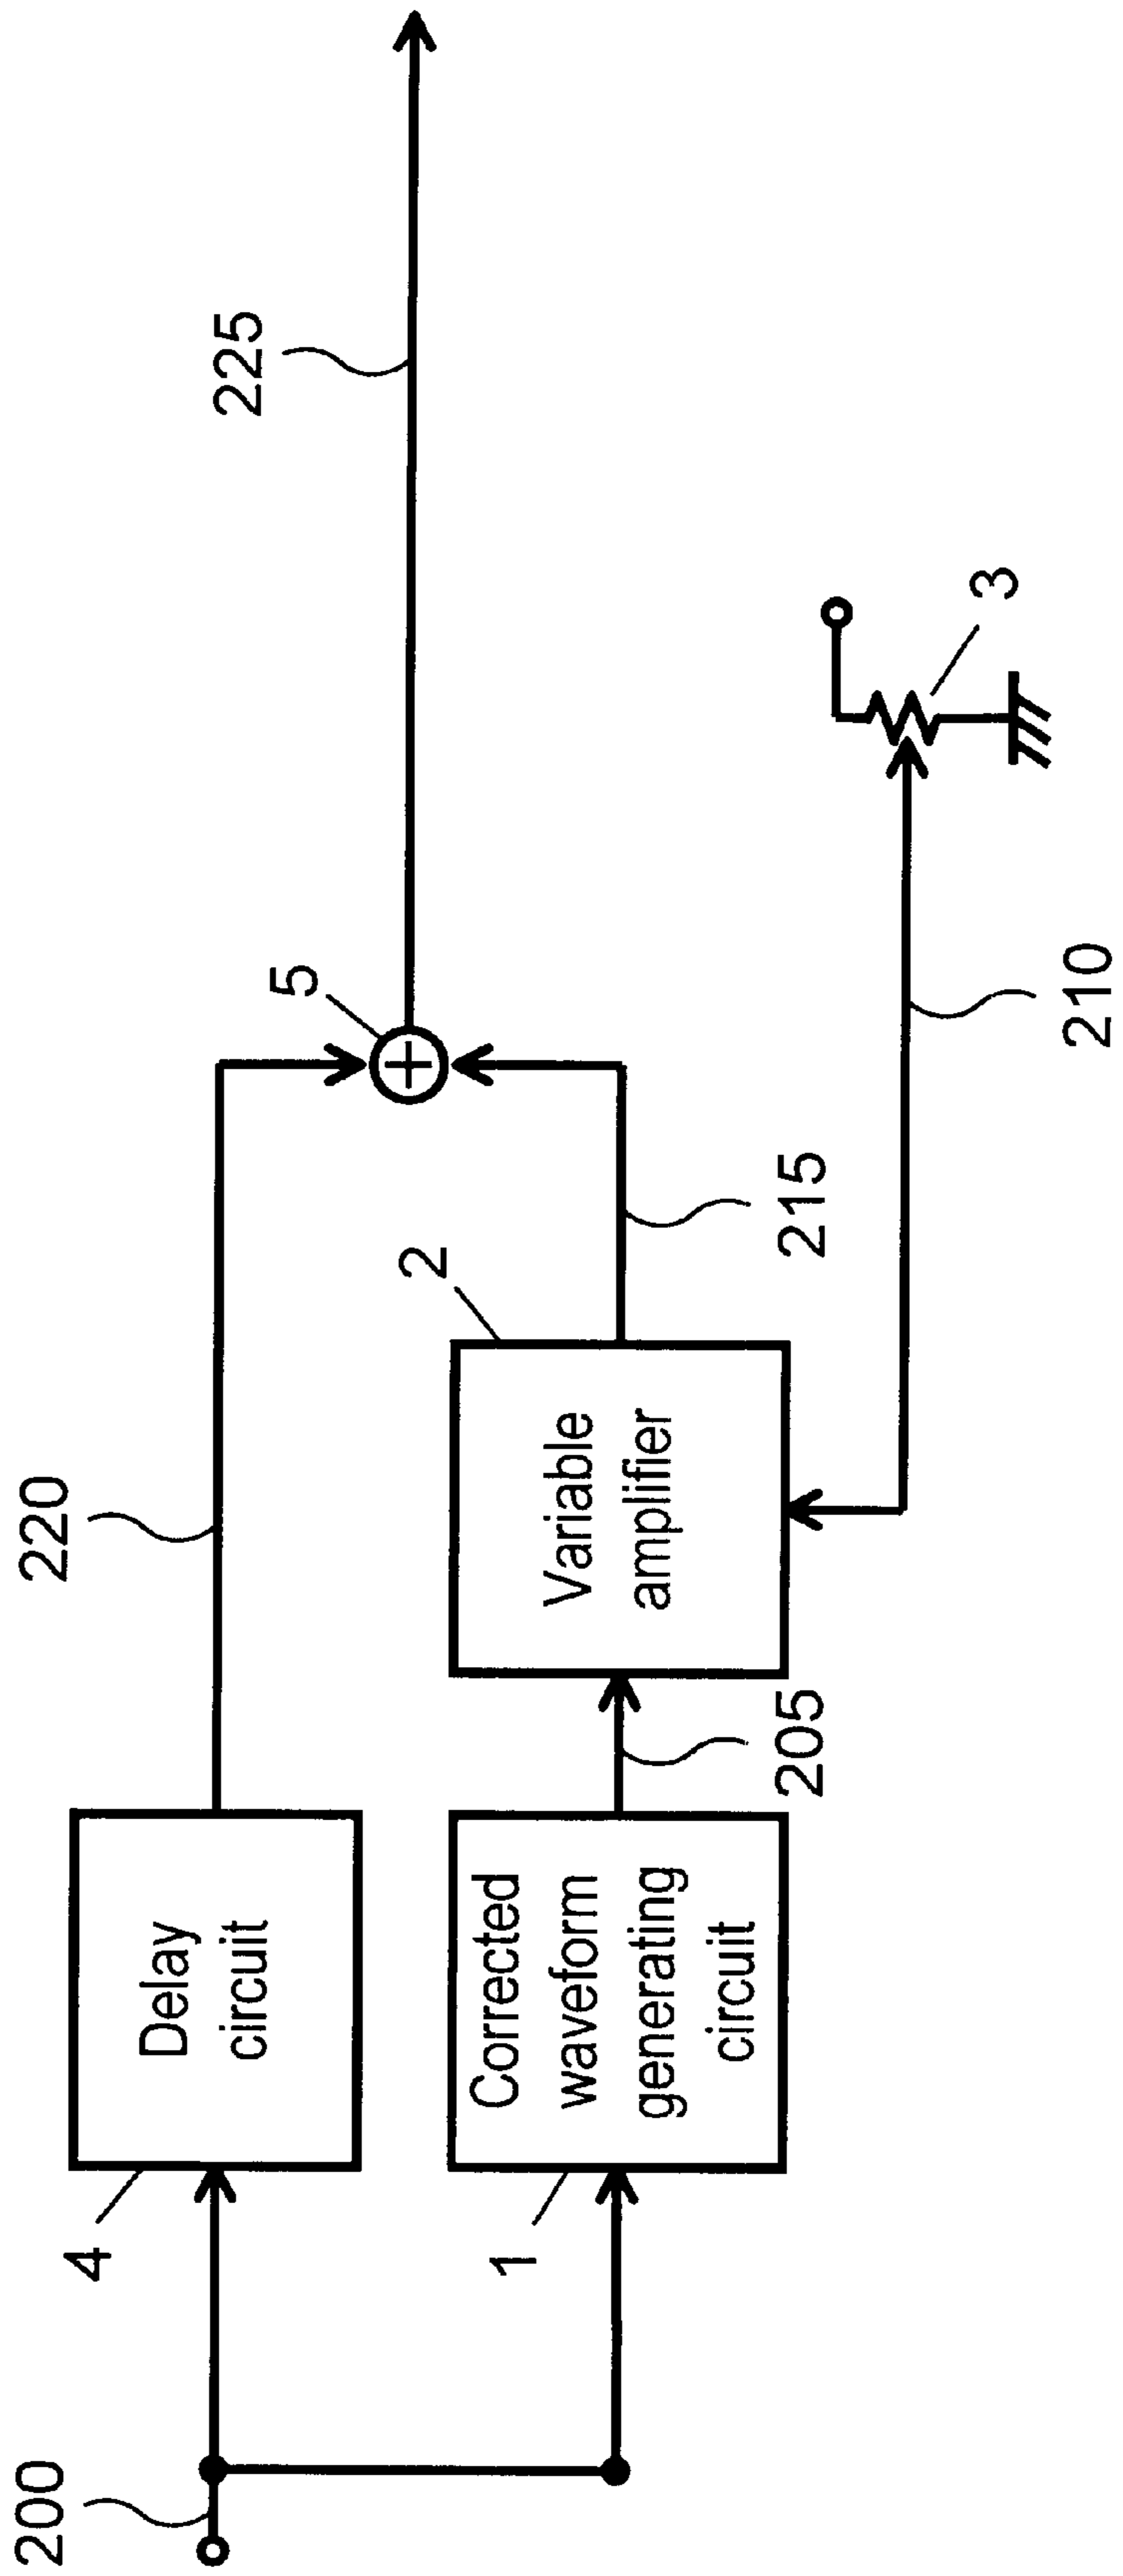 200
4
Delay
circuit
220
5
225
1
Corrected
waveform
generating
circuit
205
2
Variable
amplifier
215
210
3